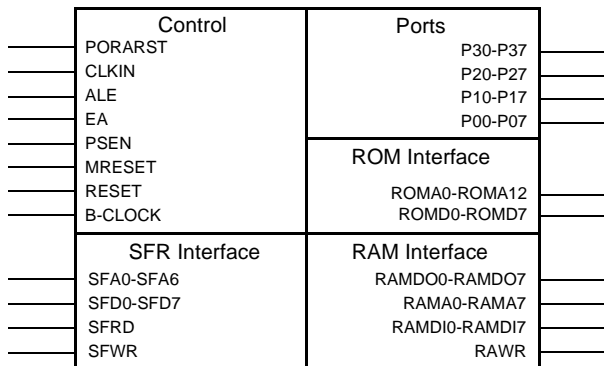 Control
PORARST
CLKIN
ALE
EA
PSEN
MRESET
RESET
B-CLOCK
Ports
P30-P37
P20-P27
P10-P17
P00-P07
ROM Interface
ROMA0-ROMA12
ROMD0-ROMD7
SFR Interface
SFA0-SFA6
SFD0-SFD7
SFRD
SFWR
RAM Interface
RAMDO0-RAMDO7
RAMA0-RAMA7
RAMDI0-RAMDI7
RAWR